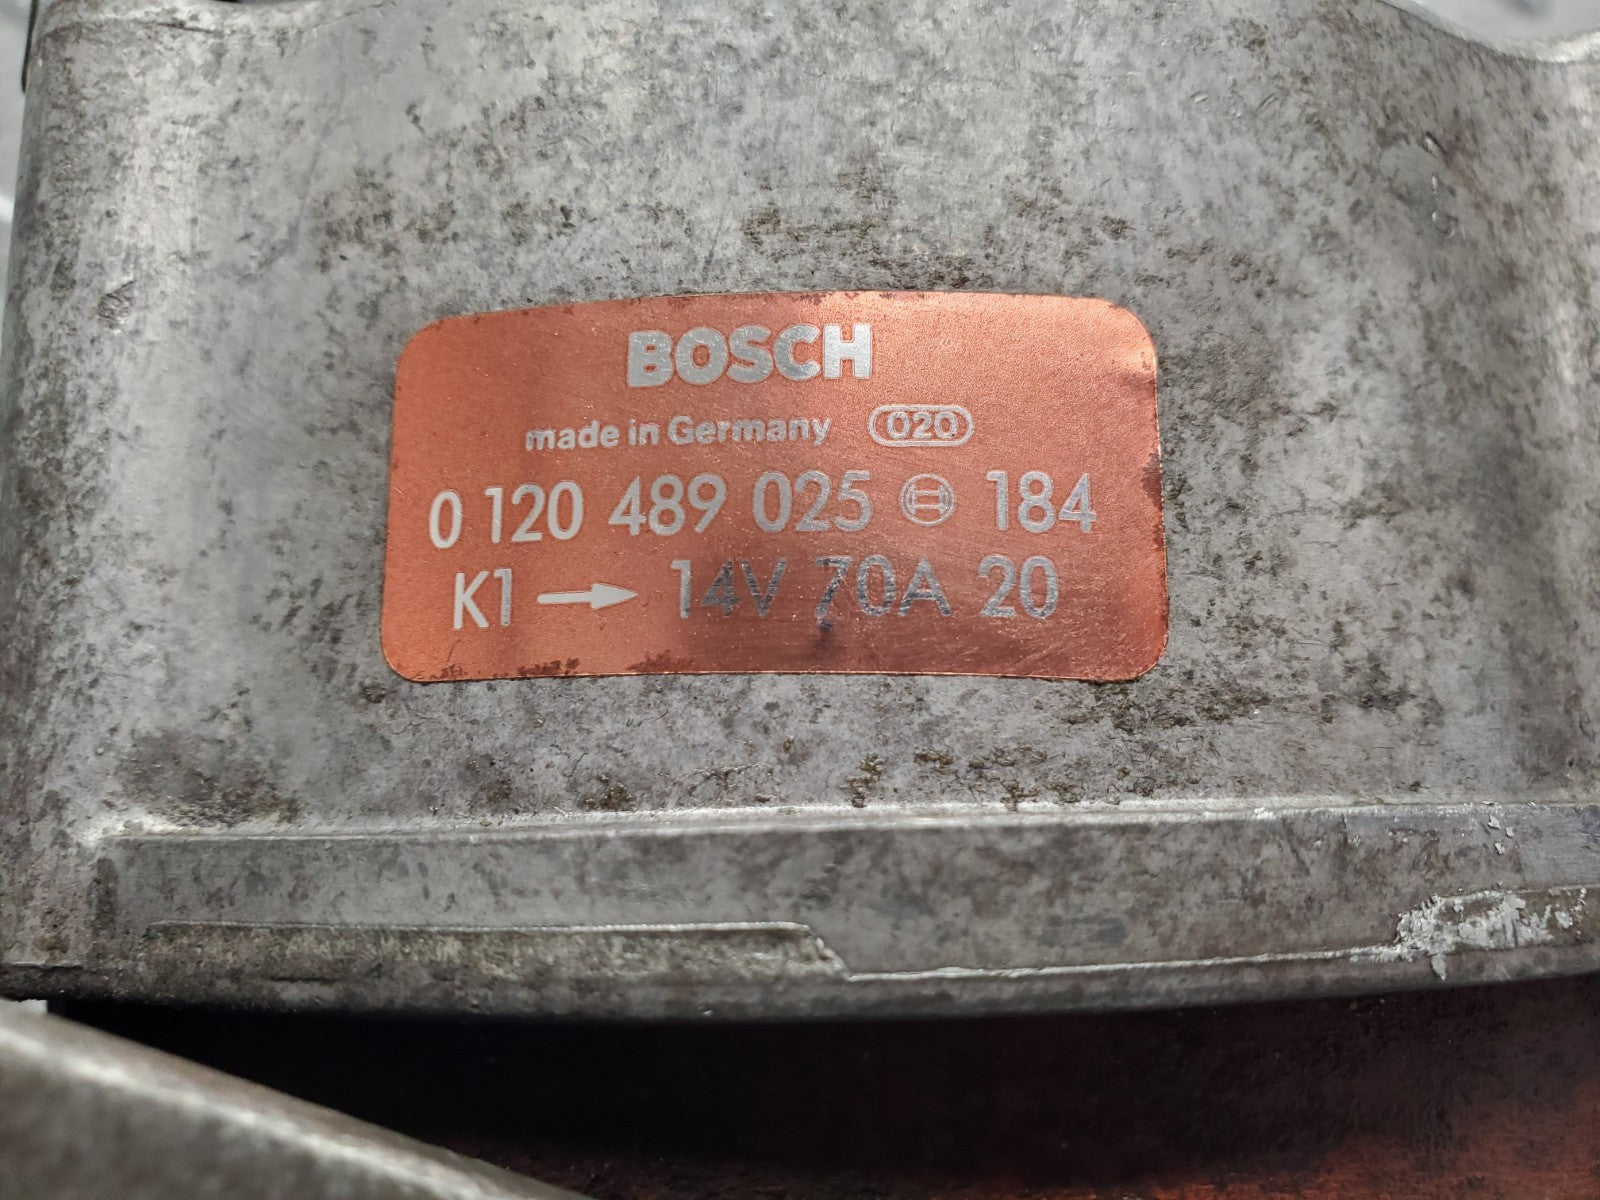 BOSCH
made in Germany 020
0 120 489 025 184
K1 → 14V 70A 20